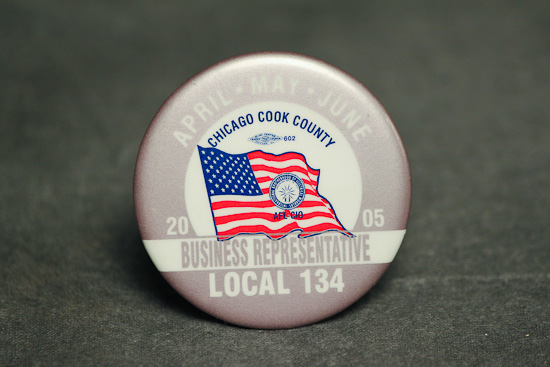 APRIL • MAY • JUNE
CHICAGO COOK COUNTY
602
AFL CIO
20 05
BUSINESS REPRESENTATIVE
LOCAL 134